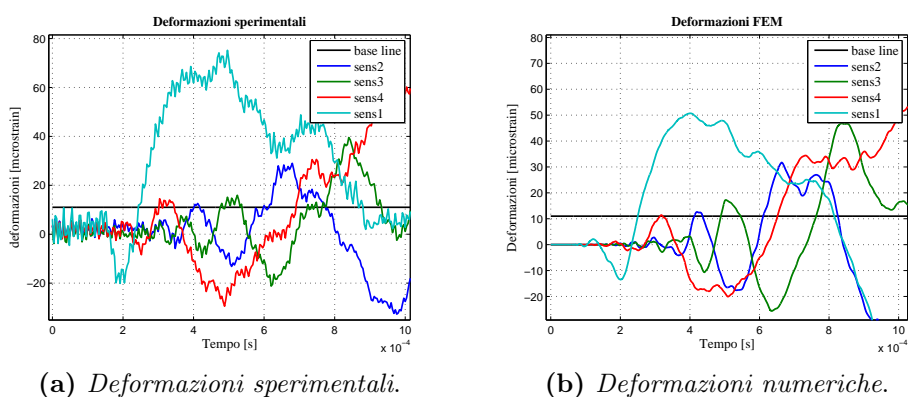 Deformazioni sperimentali
80
60
40
20
0
−20
0
2
4
6
8
10
x 10⁻⁴
Tempo [s]
deformazioni [microstrain]
base line
sens2
sens3
sens4
sens1
(a) Deformazioni sperimentali.
Deformazioni FEM
80
70
60
50
40
30
20
10
0
−10
−20
0
2
4
6
8
10
x 10⁻⁴
Tempo [s]
Deformazioni [microstrain]
base line
sens2
sens3
sens4
sens1
(b) Deformazioni numeriche.